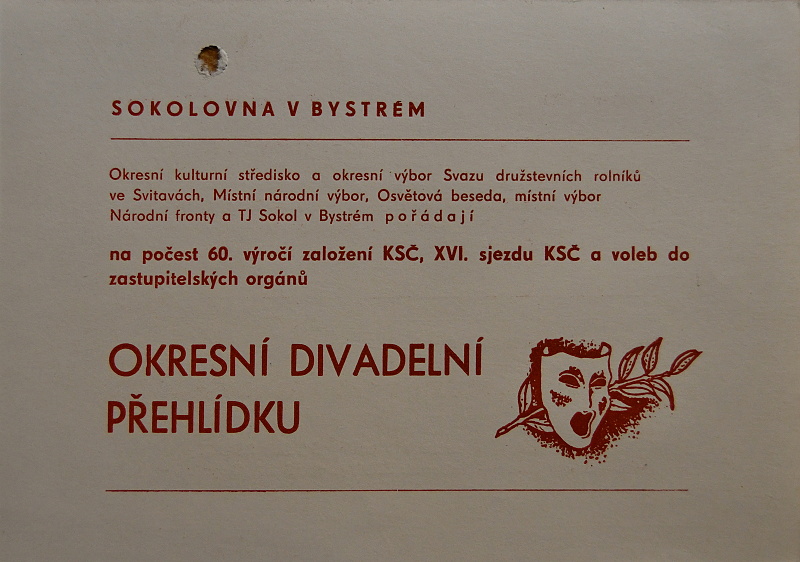 SOKOLOVNA V BYSTRÉM
Okresní kulturní středisko a okresní výbor Svazu družstevních rolníků
ve Svitavách, Místní národní výbor, Osvětová beseda, místní výbor
Národní fronty a TJ Sokol v Bystrém pořádají
na počest 60. výročí založení KSČ, XVI. sjezdu KSČ a voleb do
zastupitelských orgánů
OKRESNÍ DIVADELNÍ
PŘEHLÍDKU